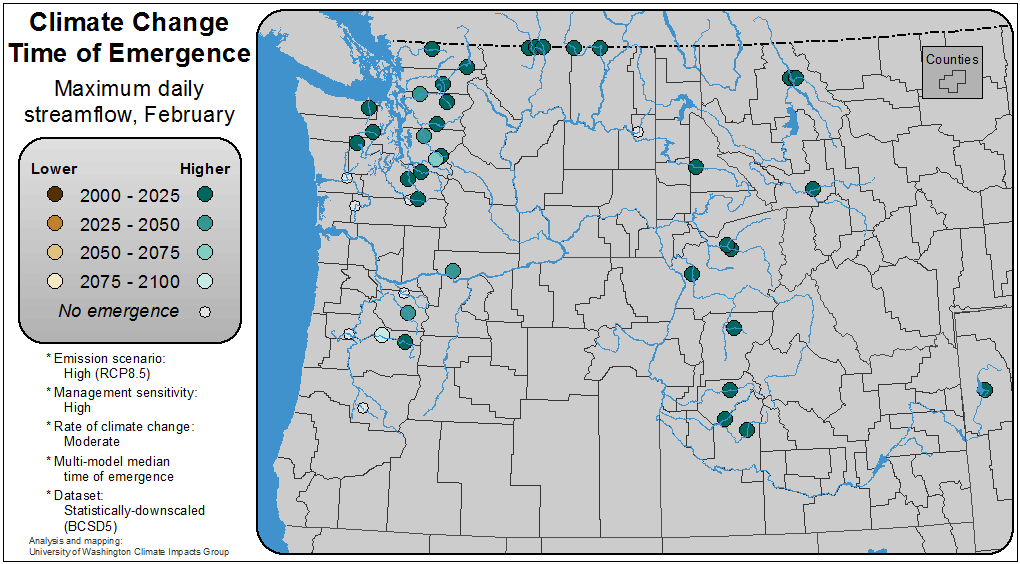 Climate Change
Time of Emergence
Maximum daily
streamflow, February
Lower Higher
2000 - 2025
2025 - 2050
2050 - 2075
2075 - 2100
No emergence
* Emission scenario:
High (RCP8.5)
* Management sensitivity:
High
* Rate of climate change:
Moderate
* Multi-model median
time of emergence
* Dataset:
Statistically-downscaled
(BCSD5)
Analysis and mapping:
University of Washington Climate Impacts Group
Counties